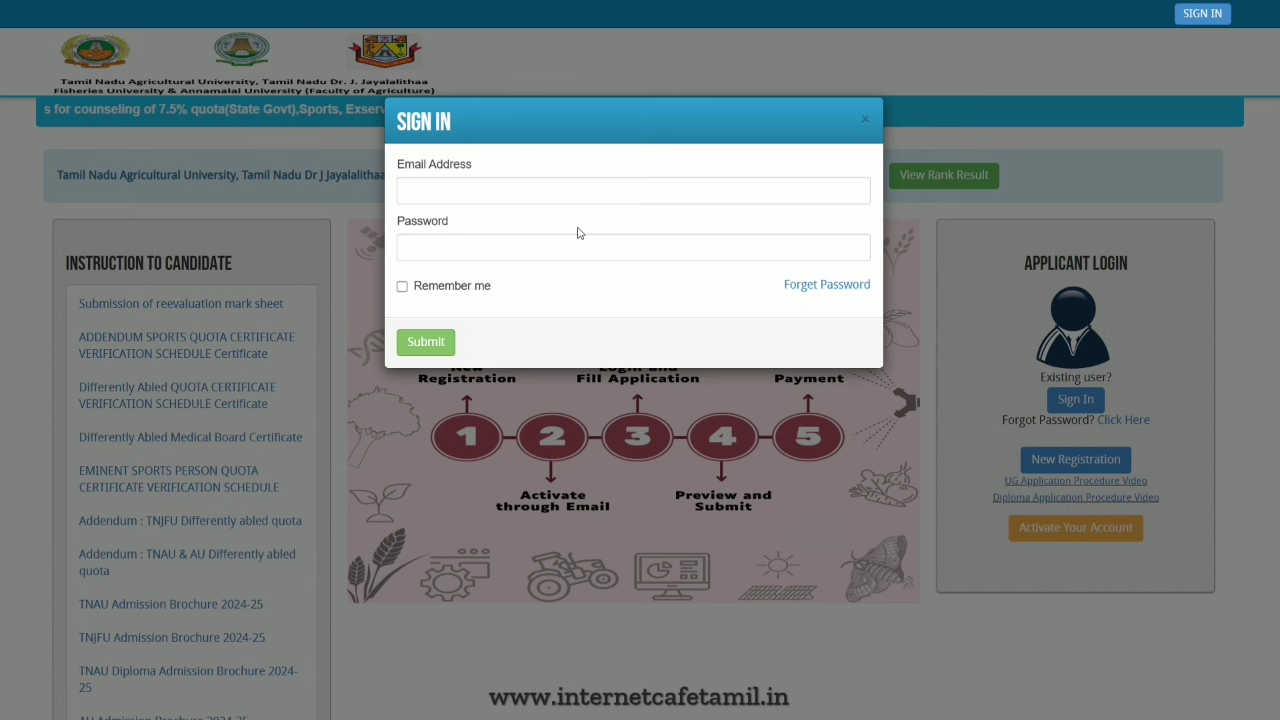 SIGN IN
Tamil Nadu Agricultural University, Tamil Nadu Dr. J. Jayalalithaa
Fisheries University & Annamalai University (Faculty of Agriculture)
s for counseling of 7.5% quota(State Govt),Sports, Exserv
Tamil Nadu Agricultural University, Tamil Nadu Dr J Jayalalithaa
View Rank Result
SIGN IN
×
Email Address
Password
Remember me
Forget Password
Submit
INSTRUCTION TO CANDIDATE
Submission of reevaluation mark sheet
ADDENDUM SPORTS QUOTA CERTIFICATE
VERIFICATION SCHEDULE Certificate
Differently Abled QUOTA CERTIFICATE
VERIFICATION SCHEDULE Certificate
Differently Abled Medical Board Certificate
EMINENT SPORTS PERSON QUOTA
CERTIFICATE VERIFICATION SCHEDULE
Addendum : TNJFU Differently abled quota
Addendum : TNAU & AU Differently abled
quota
TNAU Admission Brochure 2024-25
TNJFU Admission Brochure 2024-25
TNAU Diploma Admission Brochure 2024-
25
AU Admission Brochure 2024-25
New
Registration
Login and
Fill Application
Payment
1
2
3
4
5
Activate
through Email
Preview and
Submit
APPLICANT LOGIN
Existing user?
Sign In
Forgot Password? Click Here
New Registration
UG Application Procedure Video
Diploma Application Procedure Video
Activate Your Account
www.internetcafetamil.in